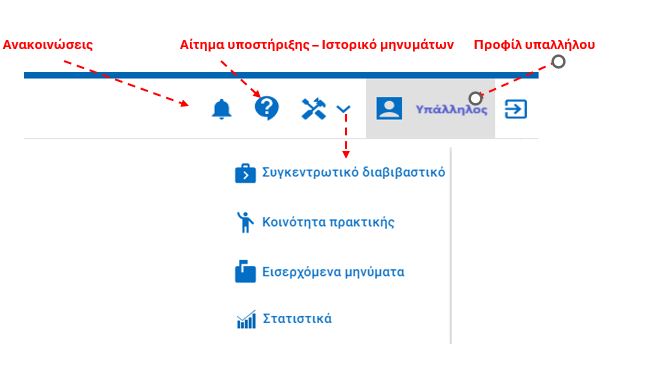 Ανακοινώσεις
Αίτημα υποστήριξης – Ιστορικό μηνυμάτων
Προφίλ υπαλλήλου
Υπάλληλος
Συγκεντρωτικό διαβιβαστικό
Κοινότητα πρακτικής
Εισερχόμενα μηνύματα
Στατιστικά